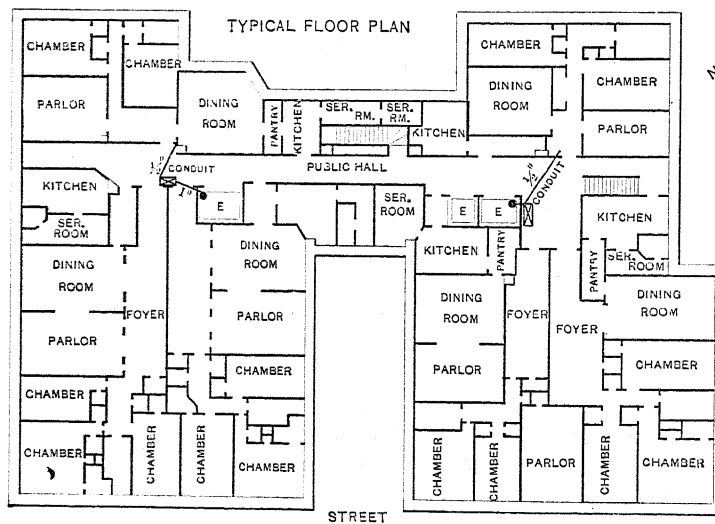 TYPICAL FLOOR PLAN
CHAMBER
CHAMBER
CHAMBER
CHAMBER
PARLOR
DINING
ROOM
PANTRY
KITCHEN
SER.
RM.
SER.
RM.
KITCHEN
DINING
ROOM
PARLOR
1/2"
CONDUIT
PUBLIC HALL
1/2"
CONDUIT
KITCHEN
1"
E
SER.
ROOM
E
E
KITCHEN
SER.
ROOM
KITCHEN
PANTRY
PANTRY
SER.
ROOM
DINING
ROOM
DINING
ROOM
DINING
ROOM
DINING
ROOM
FOYER
FOYER
FOYER
PARLOR
PARLOR
PARLOR
CHAMBER
CHAMBER
CHAMBER
CHAMBER
CHAMBER
CHAMBER
CHAMBER
CHAMBER
CHAMBER
PARLOR
CHAMBER
CHAMBER
STREET